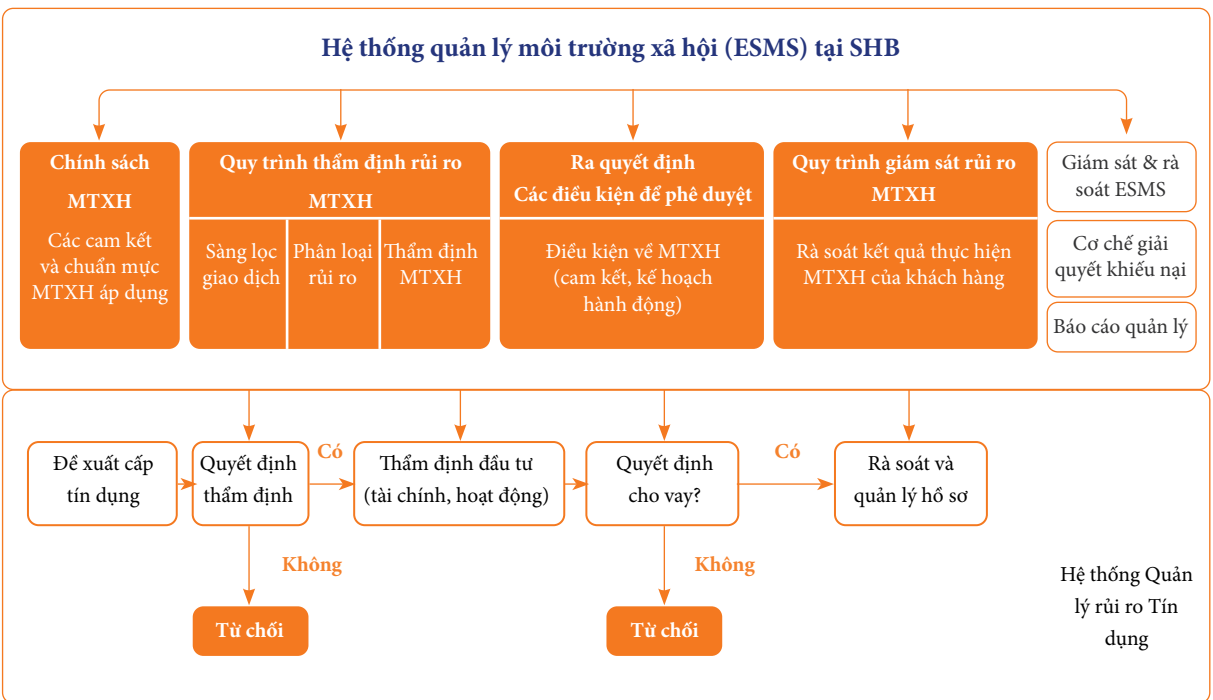 Hệ thống quản lý môi trường xã hội (ESMS) tại SHB
Chính sách
MTXH
Các cam kết
và chuẩn mực
MTXH áp dụng
Quy trình thẩm định rủi ro
MTXH
Sàng lọc
giao dịch
Phân loại
rủi ro
Thẩm định
MTXH
Ra quyết định
Các điều kiện để phê duyệt
Điều kiện về MTXH
(cam kết, kế hoạch
hành động)
Quy trình giám sát rủi ro
MTXH
Rà soát kết quả thực hiện
MTXH của khách hàng
Giám sát & rà
soát ESMS
Cơ chế giải
quyết khiếu nại
Báo cáo quản lý
Đề xuất cấp
tín dụng
Quyết định
thẩm định
Có
Thẩm định đầu tư
(tài chính, hoạt động)
Quyết định
cho vay?
Có
Rà soát và
quản lý hồ sơ
Không
Không
Từ chối
Từ chối
Hệ thống Quản
lý rủi ro Tín
dụng